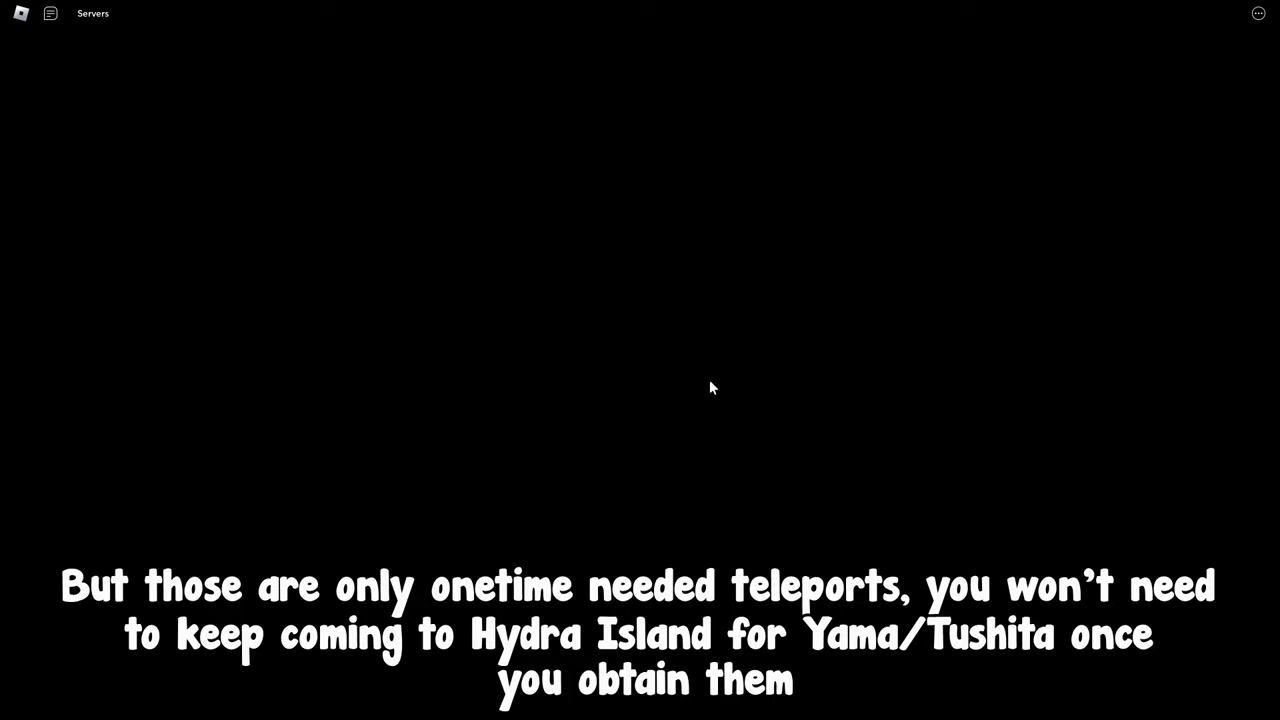 Servers
But those are only onetime needed teleports, you won't need
to keep coming to Hydra Island for Yama/Tushita once
you obtain them